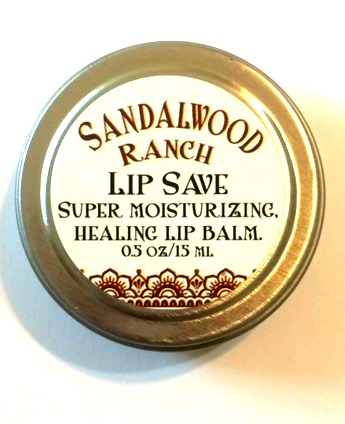 SANDALWOOD
RANCH
LIP SAVE
SUPER MOISTURIZING,
HEALING LIP BALM.
0.5 OZ/15 ML